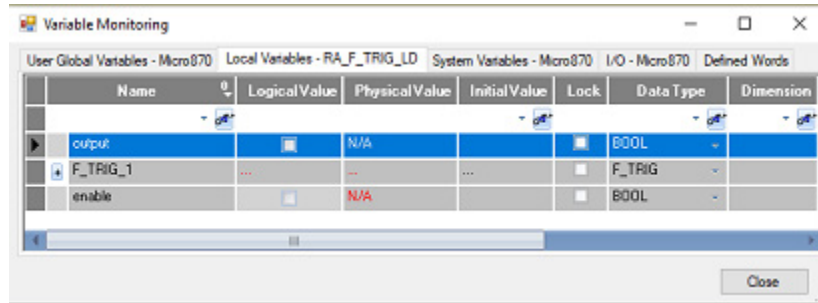 Variable Monitoring
User Global Variables - Micro870 Local Variables - RA_F_TRIG_LD System Variables - Micro870 I/O - Micro870 Defined Words
Name Logical Value Physical Value Initial Value Lock Data Type Dimension
output N/A BOOL
F_TRIG_1 ... ... ... F_TRIG
enable N/A BOOL
Close